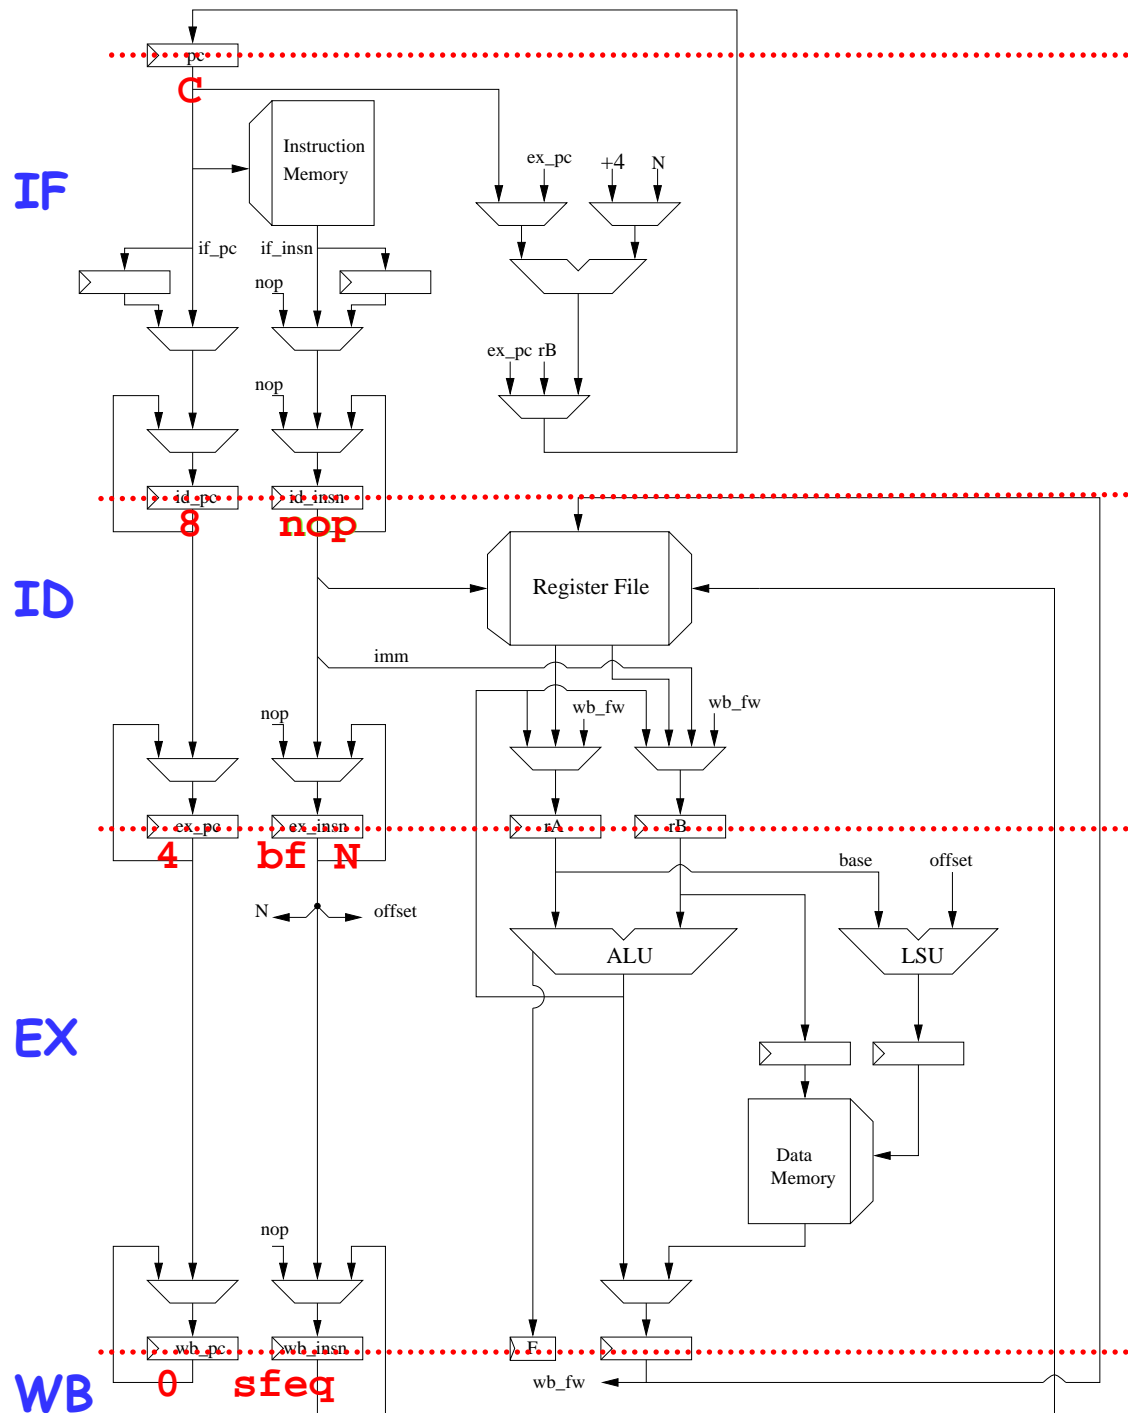 pc
C
Instruction
Memory
ex_pc
+4
N
IF
if_pc
if_insn
nop
ex_pc
rB
nop
id_pc
id_insn
8
nop
Register File
ID
imm
nop
wb_fw
wb_fw
ex_pc
ex_insn
rA
rB
4
bf N
base
offset
N
offset
ALU
LSU
EX
Data
Memory
nop
wb_pc
wb_insn
F
0
sfeq
wb_fw
WB